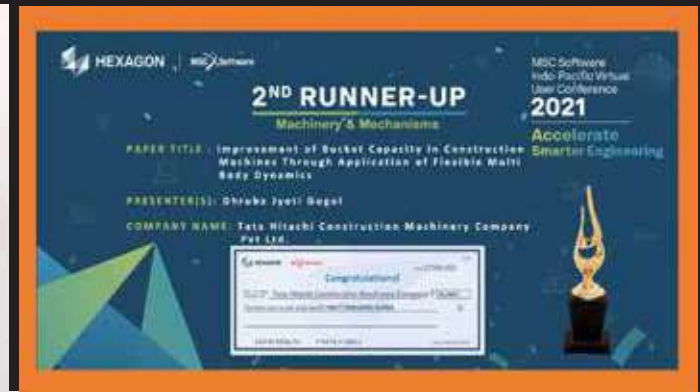 HEXAGON | MSC Software
MSC Software
Indo-Pacific Virtual
User Conference
2021
Accelerate
Smarter Engineering
2ND RUNNER-UP
Machinery & Mechanisms
PAPER TITLE : Improvement of Bucket Capacity in Construction
Machines Through Application of Flexible Multi
Body Dynamics
PRESENTER(S): Dhruba Jyoti Gogoi
COMPANY NAME: Tata Hitachi Construction Machinery Company
Pvt Ltd.
HEXAGON
Congratulations!